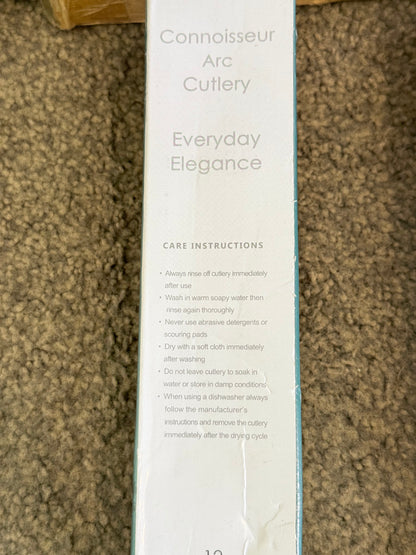 Connoisseur
Arc
Cutlery
Everyday
Elegance
CARE INSTRUCTIONS
• Always rinse off cutlery immediately
after use
• Wash in warm soapy water then
rinse again thoroughly
• Never use abrasive detergents or
scouring pads
• Dry with a soft cloth immediately
after washing
• Do not leave cutlery to soak in
water or store in damp conditions
• When using a dishwasher always
follow the manufacturer's
instructions and remove the cutlery
immediately after the drying cycle